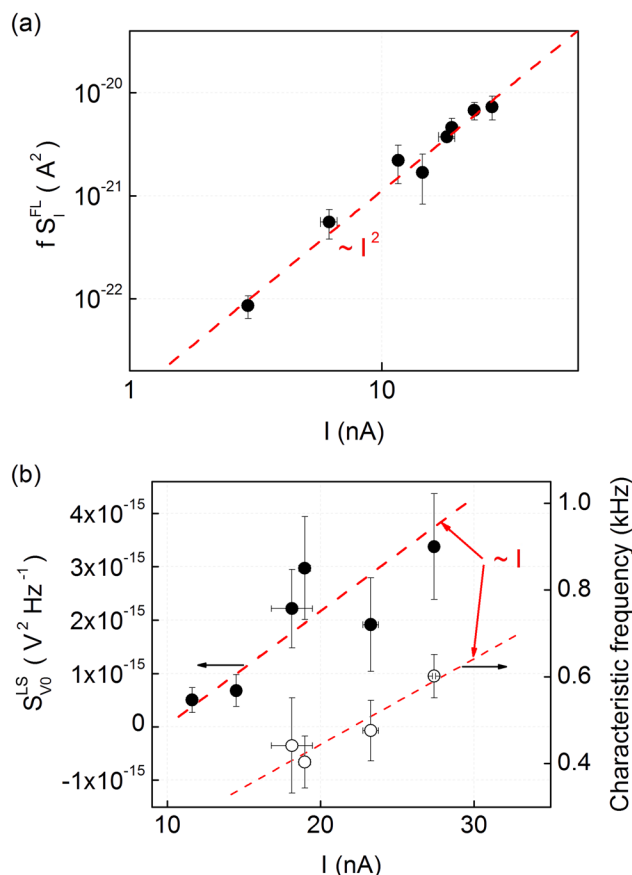 (a)
f S_I^FL ( A^2 )
10^-20
10^-21
10^-22
~ I^2
1
10
I (nA)
(b)
S_V0^LS ( V^2 Hz^-1 )
4x10^-15
3x10^-15
2x10^-15
1x10^-15
0
-1x10^-15
~ I
1.0
0.8
0.6
0.4
Characteristic frequency (kHz)
10
20
30
I (nA)